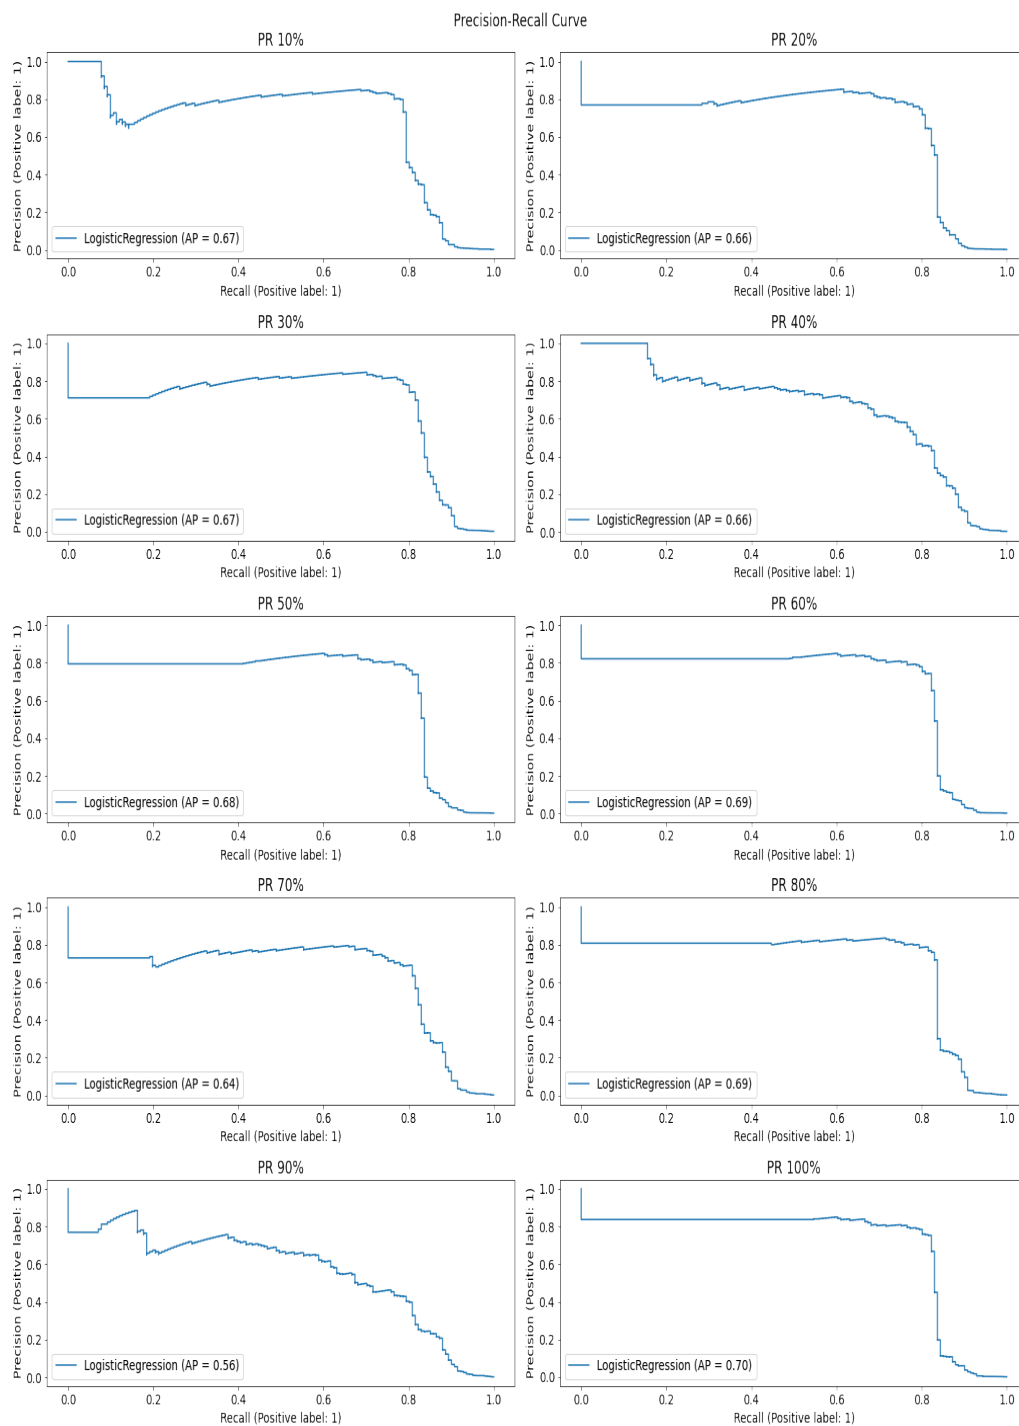 Precision-Recall Curve
PR 10%
PR 20%
Precision (Positive label: 1)
1.0
0.8
0.6
0.4
0.2
0.0
LogisticRegression (AP = 0.67)
0.0 0.2 0.4 0.6 0.8 1.0
Recall (Positive label: 1)
Precision (Positive label: 1)
1.0
0.8
0.6
0.4
0.2
0.0
LogisticRegression (AP = 0.66)
0.0 0.2 0.4 0.6 0.8 1.0
Recall (Positive label: 1)
PR 30%
PR 40%
Precision (Positive label: 1)
1.0
0.8
0.6
0.4
0.2
0.0
LogisticRegression (AP = 0.67)
0.0 0.2 0.4 0.6 0.8 1.0
Recall (Positive label: 1)
Precision (Positive label: 1)
1.0
0.8
0.6
0.4
0.2
0.0
LogisticRegression (AP = 0.66)
0.0 0.2 0.4 0.6 0.8 1.0
Recall (Positive label: 1)
PR 50%
PR 60%
Precision (Positive label: 1)
1.0
0.8
0.6
0.4
0.2
0.0
LogisticRegression (AP = 0.68)
0.0 0.2 0.4 0.6 0.8 1.0
Recall (Positive label: 1)
Precision (Positive label: 1)
1.0
0.8
0.6
0.4
0.2
0.0
LogisticRegression (AP = 0.69)
0.0 0.2 0.4 0.6 0.8 1.0
Recall (Positive label: 1)
PR 70%
PR 80%
Precision (Positive label: 1)
1.0
0.8
0.6
0.4
0.2
0.0
LogisticRegression (AP = 0.64)
0.0 0.2 0.4 0.6 0.8 1.0
Recall (Positive label: 1)
Precision (Positive label: 1)
1.0
0.8
0.6
0.4
0.2
0.0
LogisticRegression (AP = 0.69)
0.0 0.2 0.4 0.6 0.8 1.0
Recall (Positive label: 1)
PR 90%
PR 100%
Precision (Positive label: 1)
1.0
0.8
0.6
0.4
0.2
0.0
LogisticRegression (AP = 0.56)
0.0 0.2 0.4 0.6 0.8 1.0
Recall (Positive label: 1)
Precision (Positive label: 1)
1.0
0.8
0.6
0.4
0.2
0.0
LogisticRegression (AP = 0.70)
0.0 0.2 0.4 0.6 0.8 1.0
Recall (Positive label: 1)